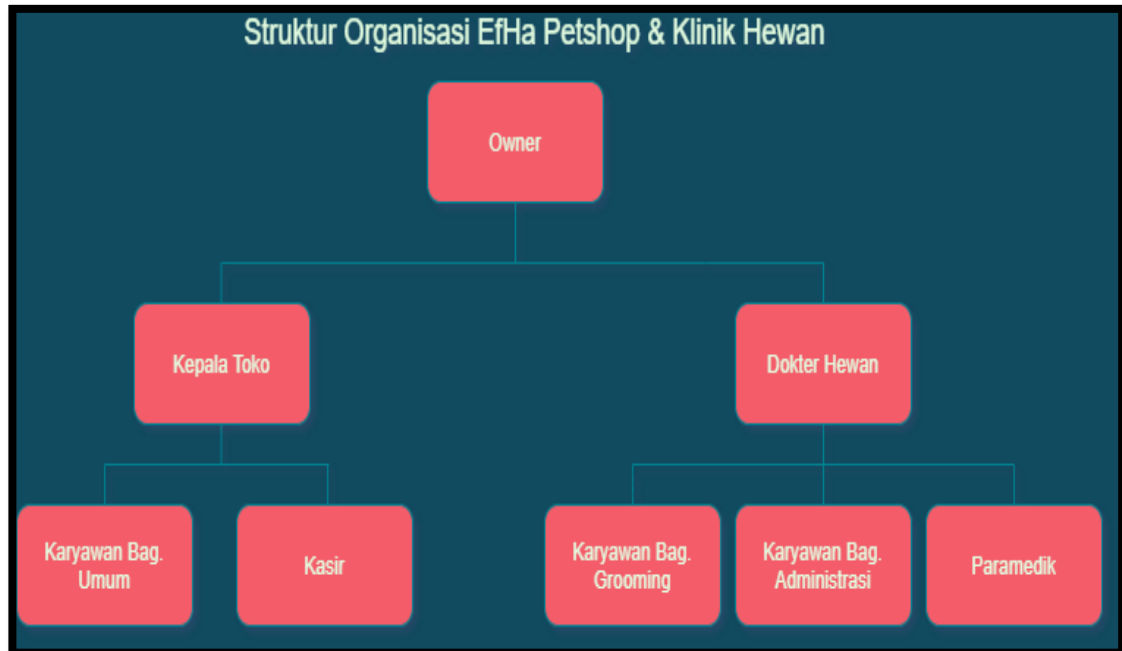 Struktur Organisasi EfHa Petshop & Klinik Hewan
Owner
Kepala Toko
Dokter Hewan
Karyawan Bag.
Umum
Kasir
Karyawan Bag.
Grooming
Karyawan Bag.
Administrasi
Paramedik